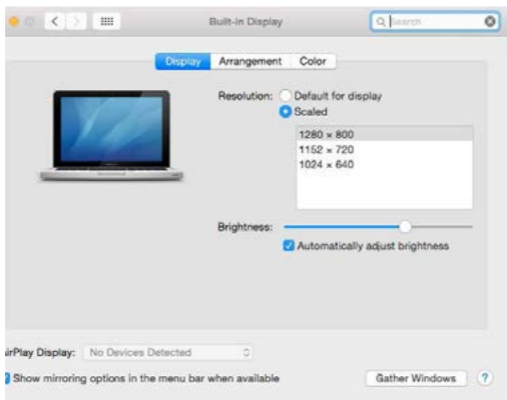 Built-in Display
Search
Display Arrangement Color
Resolution: Default for display
Scaled
1280 × 800
1152 × 720
1024 × 640
Brightness:
Automatically adjust brightness
irPlay Display: No Devices Detected
Show mirroring options in the menu bar when available
Gather Windows ?